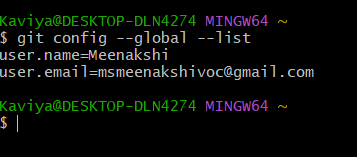 Kaviya@DESKTOP-DLN4274 MINGW64 ~
$ git config --global --list
user.name=Meenakshi
user.email=msmeenakshivoc@gmail.com
Kaviya@DESKTOP-DLN4274 MINGW64 ~
$